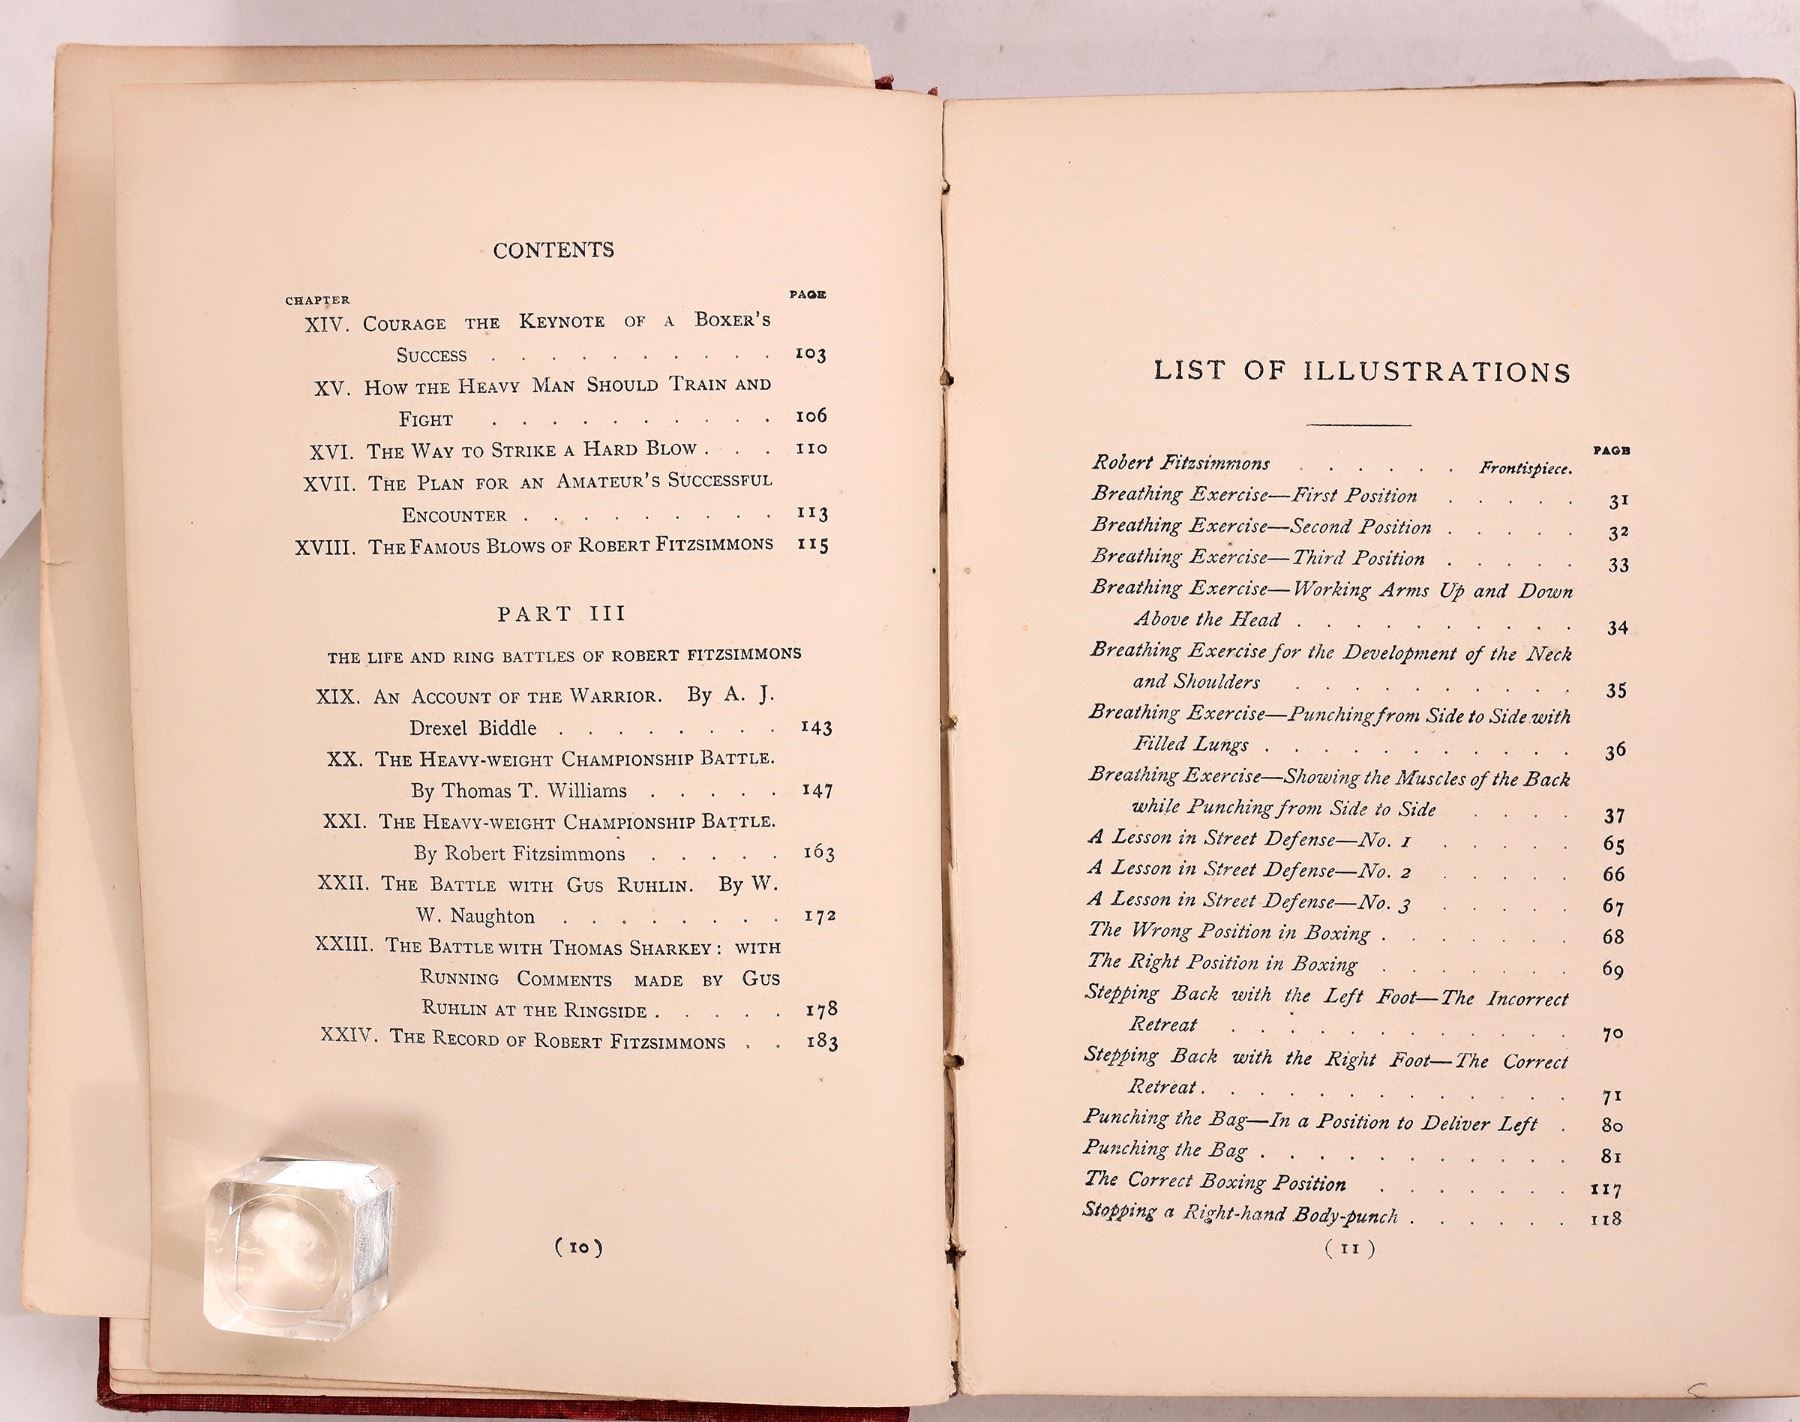 CONTENTS
CHAPTER PAGE
XIV. COURAGE THE KEYNOTE OF A BOXER'S
SUCCESS . . . . . . . . . . 103
XV. HOW THE HEAVY MAN SHOULD TRAIN AND
FIGHT . . . . . . . . . . 106
XVI. THE WAY TO STRIKE A HARD BLOW . . . 110
XVII. THE PLAN FOR AN AMATEUR'S SUCCESSFUL
ENCOUNTER . . . . . . . . . 113
XVIII. THE FAMOUS BLOWS OF ROBERT FITZSIMMONS 115
PART III
THE LIFE AND RING BATTLES OF ROBERT FITZSIMMONS
XIX. AN ACCOUNT OF THE WARRIOR. By A. J.
Drexel Biddle . . . . . . . . 143
XX. THE HEAVY-WEIGHT CHAMPIONSHIP BATTLE.
By Thomas T. Williams . . . . . 147
XXI. THE HEAVY-WEIGHT CHAMPIONSHIP BATTLE.
By Robert Fitzsimmons . . . . . 163
XXII. THE BATTLE WITH GUS RUHLIN. By W.
W. Naughton . . . . . . . . 172
XXIII. THE BATTLE WITH THOMAS SHARKEY: WITH
RUNNING COMMENTS MADE BY GUS
RUHLIN AT THE RINGSIDE . . . . . 178
XXIV. THE RECORD OF ROBERT FITZSIMMONS . . 183
(10)
LIST OF ILLUSTRATIONS
PAGE
Robert Fitzsimmons . . . . . . Frontispiece.
Breathing Exercise—First Position . . . . . 31
Breathing Exercise—Second Position . . . . . 32
Breathing Exercise—Third Position . . . . . 33
Breathing Exercise—Working Arms Up and Down
Above the Head . . . . . . . . . . 34
Breathing Exercise for the Development of the Neck
and Shoulders . . . . . . . . . . 35
Breathing Exercise—Punching from Side to Side with
Filled Lungs . . . . . . . . . . . 36
Breathing Exercise—Showing the Muscles of the Back
while Punching from Side to Side . . . . 37
A Lesson in Street Defense—No. 1 . . . . . 65
A Lesson in Street Defense—No. 2 . . . . . 66
A Lesson in Street Defense—No. 3 . . . . . 67
The Wrong Position in Boxing . . . . . . . 68
The Right Position in Boxing . . . . . . . 69
Stepping Back with the Left Foot—The Incorrect
Retreat . . . . . . . . . . . . 70
Stepping Back with the Right Foot—The Correct
Retreat . . . . . . . . . . . . . 71
Punching the Bag—In a Position to Deliver Left . 80
Punching the Bag . . . . . . . . . . . 81
The Correct Boxing Position . . . . . . . 117
Stopping a Right-hand Body-punch . . . . . . 118
(11)